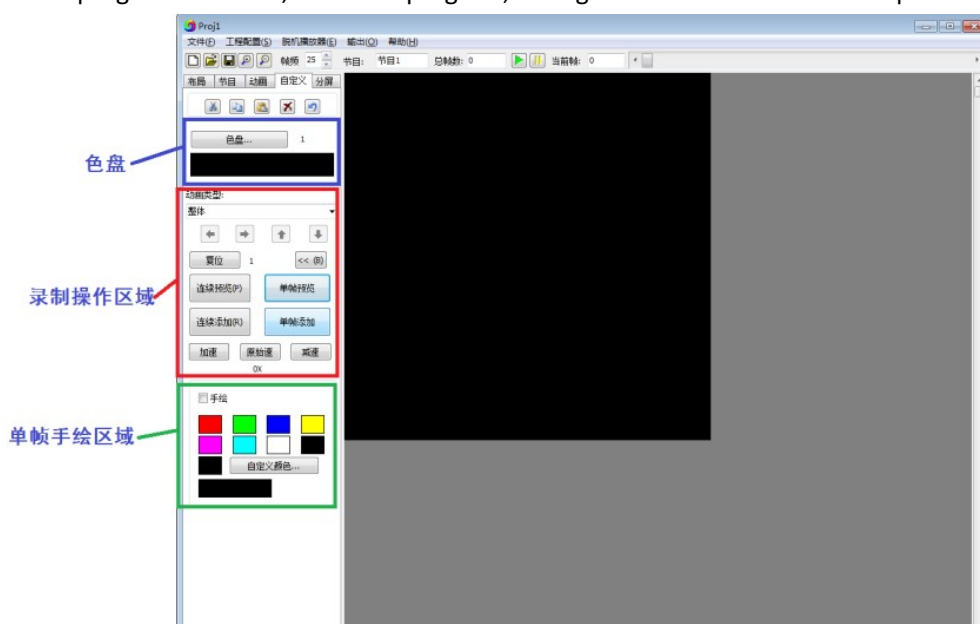 Proj1
文件(F) 工程配置(S) 脱机播放器(E) 输出(O) 帮助(H)
帧频 25 节目: 节目1 总帧数: 0 当前帧: 0
布局 节目 动画 自定义 分屏
色盘... 1
色盘
动画类型:
整体
复位 1 << (B)
连续预览(P) 单帧预览
录制操作区域
连续添加(R) 单帧添加
加速 原始速 减速
0X
手绘
单帧手绘区域
自定义颜色...